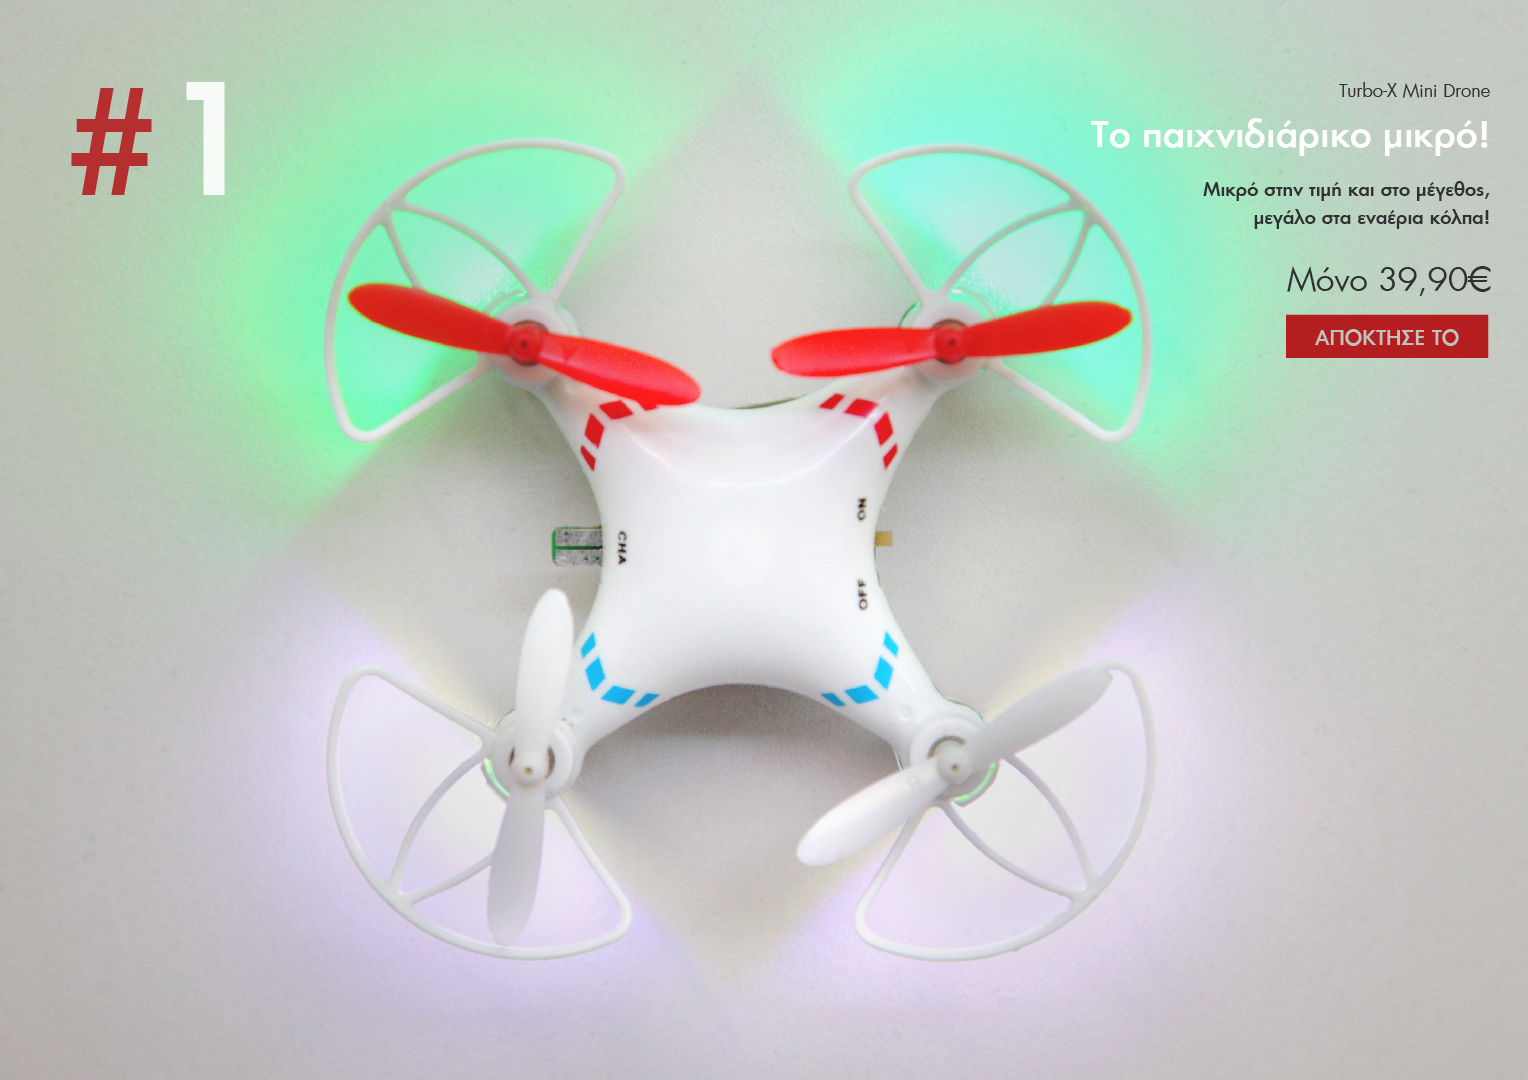 #1
Turbo-X Mini Drone
Το παιχνιδιάρικο μικρό!
Μικρό στην τιμή και στο μέγεθος,
μεγάλο στα εναέρια κόλπα!
Μόνο 39,90€
ΑΠΟΚΤΗΣΕ ΤΟ
ON
CHA
OFF